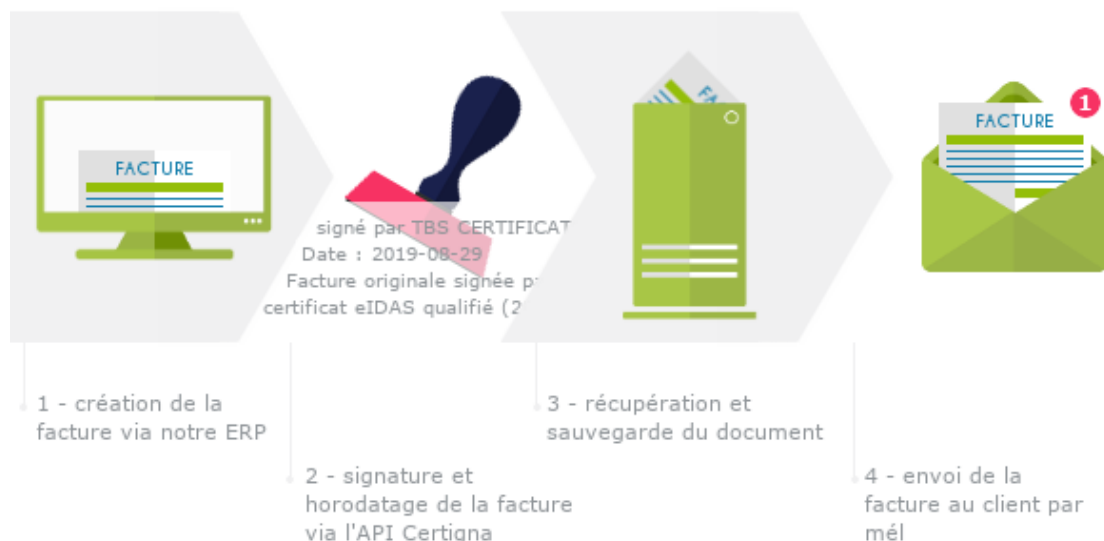 FACTURE
signé par TBS CERTIFICAT
Date : 2019-08-29
Facture originale signée p
certificat eIDAS qualifié (2
FAC
FACTURE
1
1 - création de la
facture via notre ERP
2 - signature et
horodatage de la facture
via l'API Certigna
3 - récupération et
sauvegarde du document
4 - envoi de la
facture au client par
mél